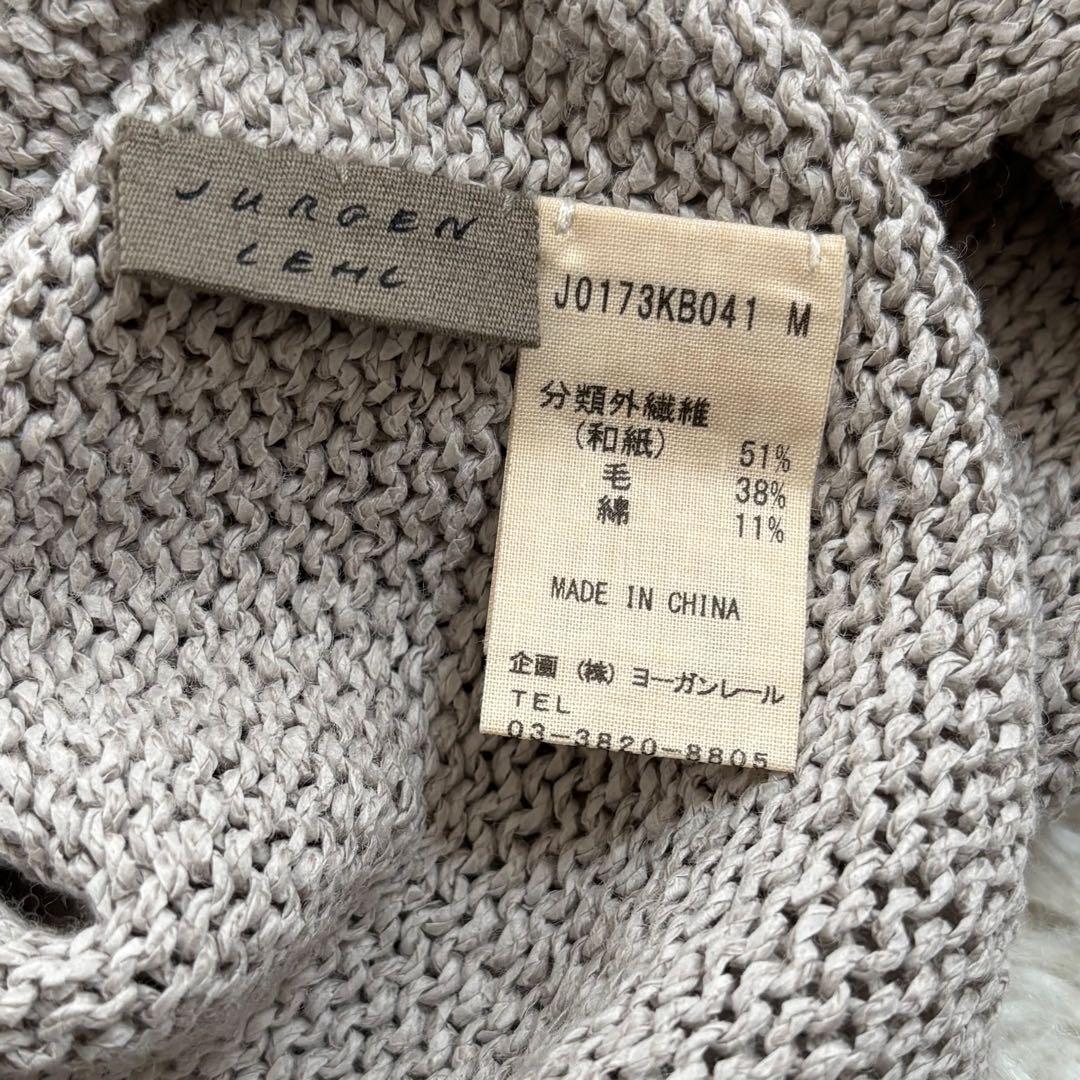 JURGEN
LEHL
J0173KB041 M
分類外繊維
(和紙) 51%
毛 38%
綿 11%
MADE IN CHINA
企画 (株) ヨーガンレール
TEL
03-3820-8805